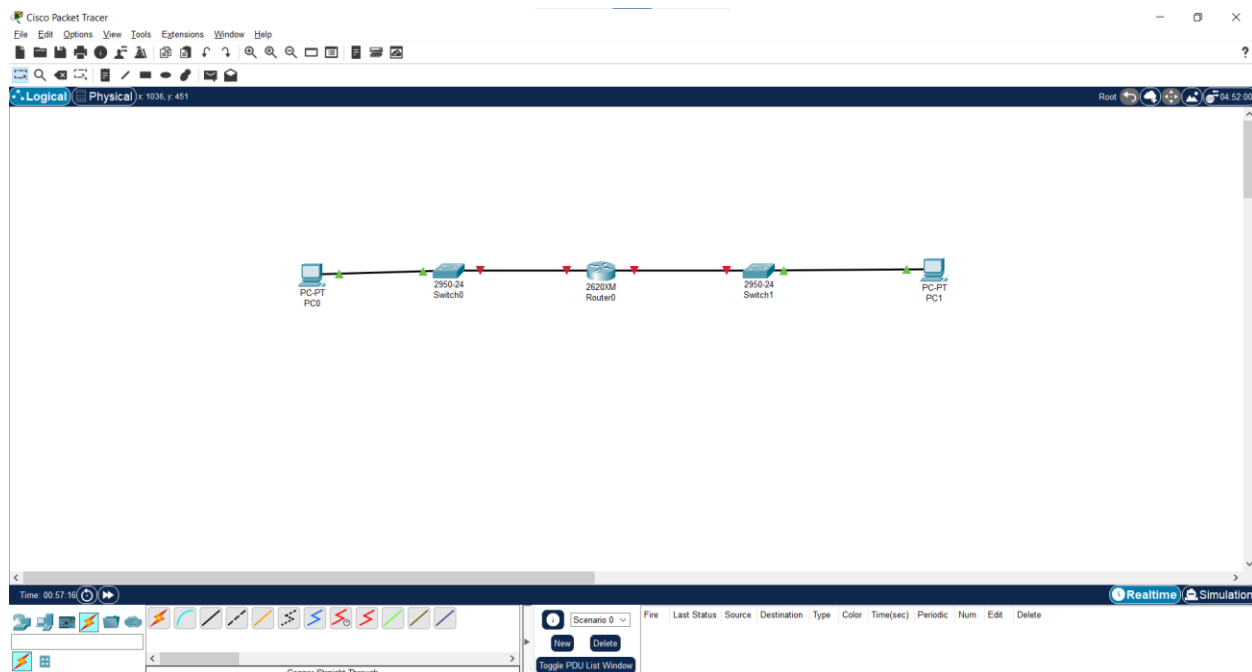 Cisco Packet Tracer
File Edit Options View Tools Extensions Window Help
?
Logical Physical x: 1036, y: 451 Root 04:52:00
PC-PT
PC0
2950-24
Switch0
2620XM
Router0
2950-24
Switch1
PC-PT
PC1
Time: 00:57:16 Realtime Simulation
Scenario 0 Fire Last Status Source Destination Type Color Time(sec) Periodic Num Edit Delete
New Delete
Toggle PDU List Window
Copper Straight-Through